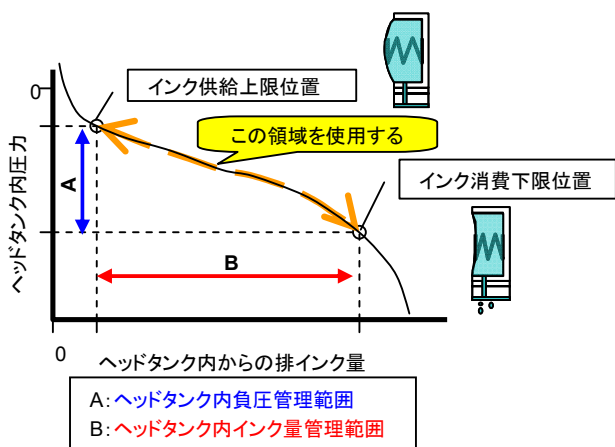 インク供給上限位置
0
この領域を使用する
ヘッドタンク内圧力
A
インク消費下限位置
B
0
ヘッドタンク内からの排インク量
A:ヘッドタンク内負圧管理範囲
B:ヘッドタンク内インク量管理範囲